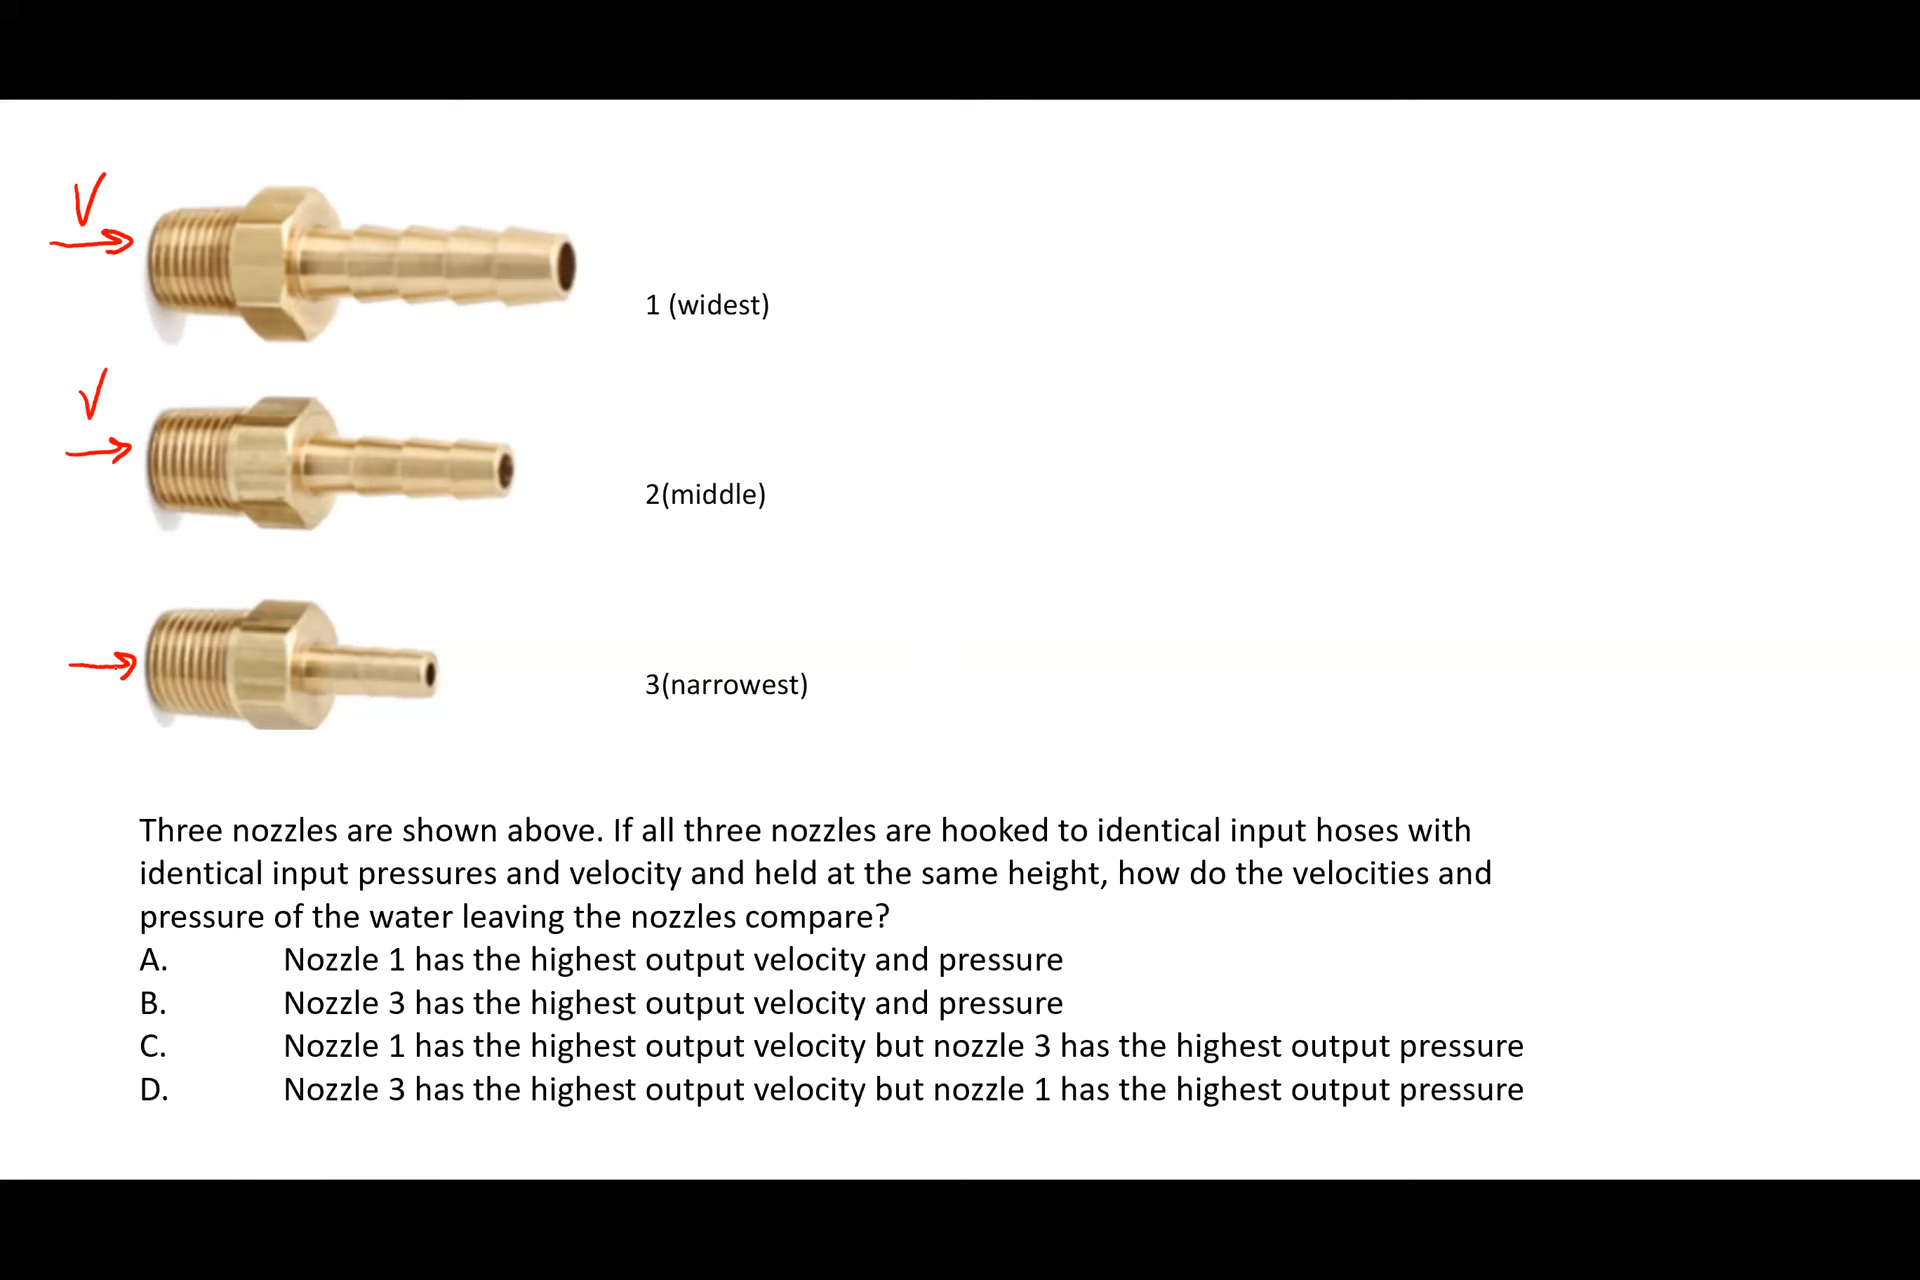 V
1 (widest)
V
2(middle)
3(narrowest)
Three nozzles are shown above. If all three nozzles are hooked to identical input hoses with
identical input pressures and velocity and held at the same height, how do the velocities and
pressure of the water leaving the nozzles compare?
A. Nozzle 1 has the highest output velocity and pressure
B. Nozzle 3 has the highest output velocity and pressure
C. Nozzle 1 has the highest output velocity but nozzle 3 has the highest output pressure
D. Nozzle 3 has the highest output velocity but nozzle 1 has the highest output pressure